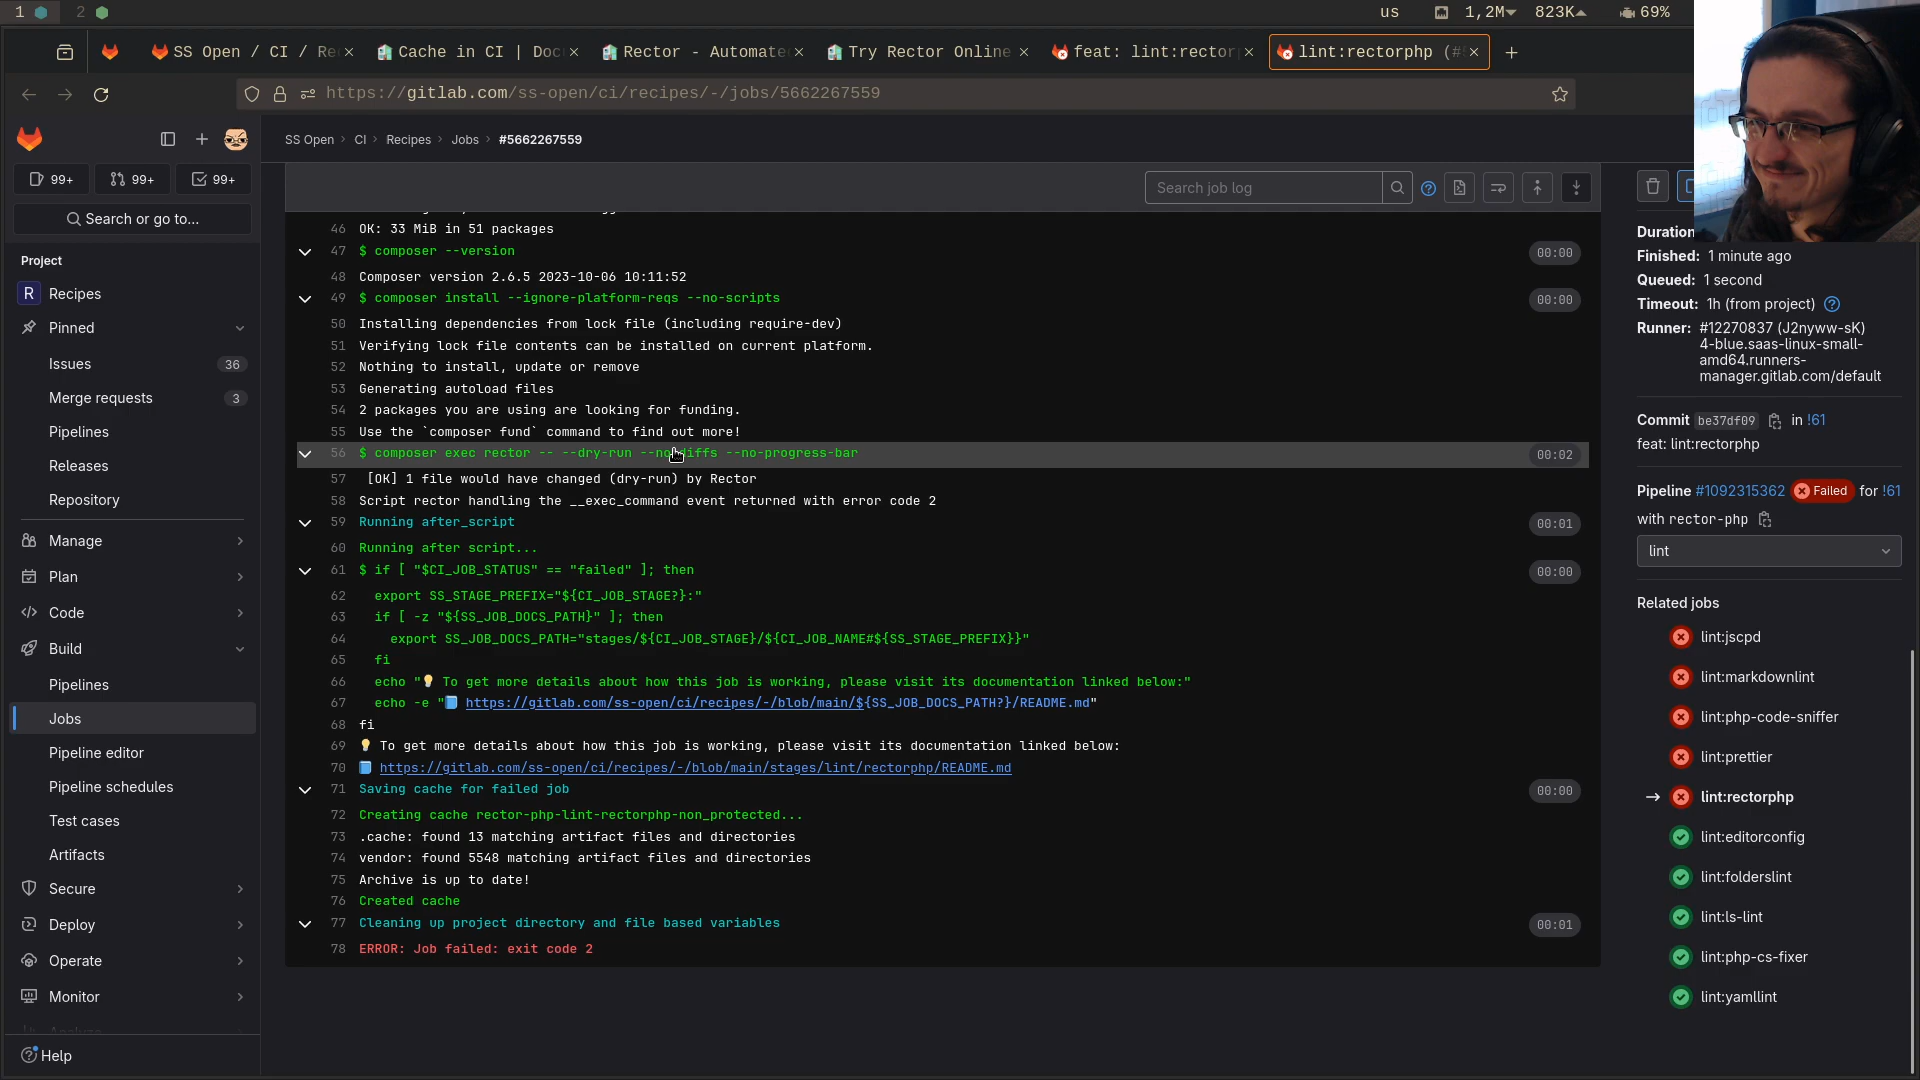 1 2 us 1,2M 823K 69%
SS Open / CI / Re Cache in CI | Doc Rector - Automate Try Rector Online feat: lint:rector lint:rectorphp (#
https://gitlab.com/ss-open/ci/recipes/-/jobs/5662267559
SS Open CI Recipes Jobs #5662267559
99+ 99+ 99+
Search or go to...
Project
R Recipes
Pinned
Issues 36
Merge requests 3
Pipelines
Releases
Repository
Manage
Plan
Code
Build
Pipelines
Jobs
Pipeline editor
Pipeline schedules
Test cases
Artifacts
Secure
Deploy
Operate
Monitor
Help
Search job log
46 OK: 33 MiB in 51 packages
47 $ composer --version 00:00
48 Composer version 2.6.5 2023-10-06 10:11:52
49 $ composer install --ignore-platform-reqs --no-scripts 00:00
50 Installing dependencies from lock file (including require-dev)
51 Verifying lock file contents can be installed on current platform.
52 Nothing to install, update or remove
53 Generating autoload files
54 2 packages you are using are looking for funding.
55 Use the `composer fund` command to find out more!
56 $ composer exec rector -- --dry-run --no-diffs --no-progress-bar 00:02
57 [OK] 1 file would have changed (dry-run) by Rector
58 Script rector handling the __exec_command event returned with error code 2
59 Running after_script 00:01
60 Running after script...
61 $ if [ "$CI_JOB_STATUS" == "failed" ]; then 00:00
62 export SS_STAGE_PREFIX="${CI_JOB_STAGE?}:"
63 if [ -z "${SS_JOB_DOCS_PATH}" ]; then
64 export SS_JOB_DOCS_PATH="stages/${CI_JOB_STAGE}/${CI_JOB_NAME#${SS_STAGE_PREFIX}}"
65 fi
66 echo "💡 To get more details about how this job is working, please visit its documentation linked below:"
67 echo -e "📘 https://gitlab.com/ss-open/ci/recipes/-/blob/main/${SS_JOB_DOCS_PATH?}/README.md"
68 fi
69 💡 To get more details about how this job is working, please visit its documentation linked below:
70 📘 https://gitlab.com/ss-open/ci/recipes/-/blob/main/stages/lint/rectorphp/README.md
71 Saving cache for failed job 00:00
72 Creating cache rector-php-lint-rectorphp-non_protected...
73 .cache: found 13 matching artifact files and directories
74 vendor: found 5548 matching artifact files and directories
75 Archive is up to date!
76 Created cache
77 Cleaning up project directory and file based variables 00:01
78 ERROR: Job failed: exit code 2
Duration
Finished: 1 minute ago
Queued: 1 second
Timeout: 1h (from project)
Runner: #12270837 (J2nyww-sK)
4-blue.saas-linux-small-
amd64.runners-
manager.gitlab.com/default
Commit be37df09 in !61
feat: lint:rectorphp
Pipeline #1092315362 Failed for !61
with rector-php
lint
Related jobs
lint:jscpd
lint:markdownlint
lint:php-code-sniffer
lint:prettier
→ lint:rectorphp
lint:editorconfig
lint:folderslint
lint:ls-lint
lint:php-cs-fixer
lint:yamllint